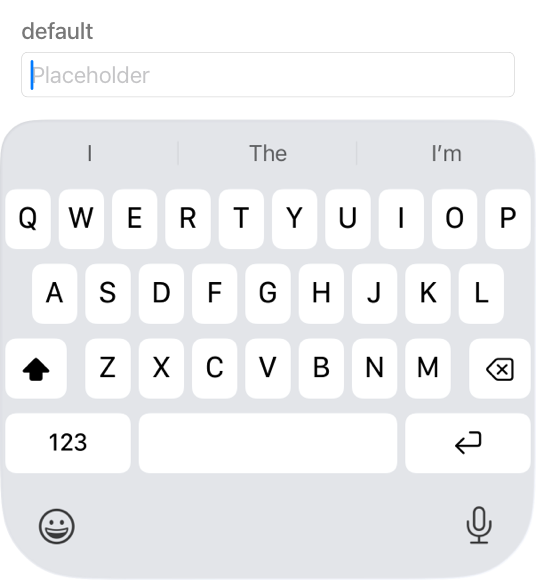 default
Placeholder
I The I’m
Q W E R T Y U I O P
A S D F G H J K L
Z X C V B N M
123